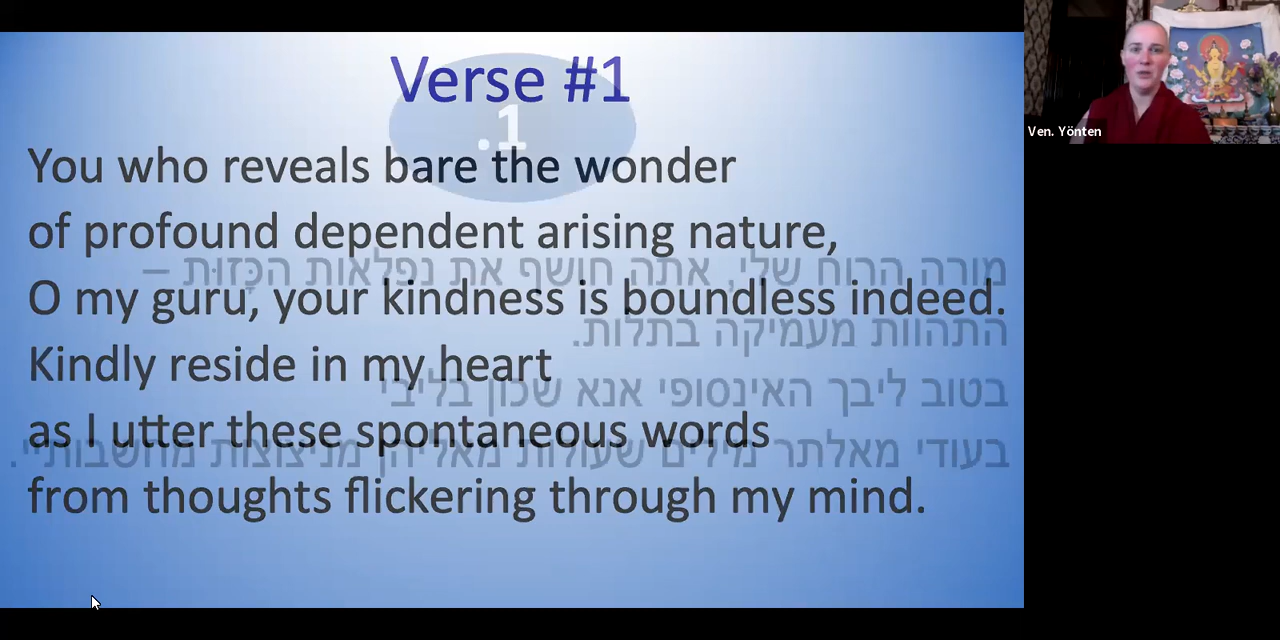 Verse #1
.1
You who reveals bare the wonder
of profound dependent arising nature,
O my guru, your kindness is boundless indeed.
Kindly reside in my heart
as I utter these spontaneous words
from thoughts flickering through my mind.
מורה הרוח שלי, אתה חושף את נפלאות הכְּזוּת –
התהוות מעמיקה בתלות.
בטוב ליבך האינסופי אנא שכון בליבי
בעודי מאלתר מילים שעולות מאליהן מניצוצות מחשבותיי.
Ven. Yönten